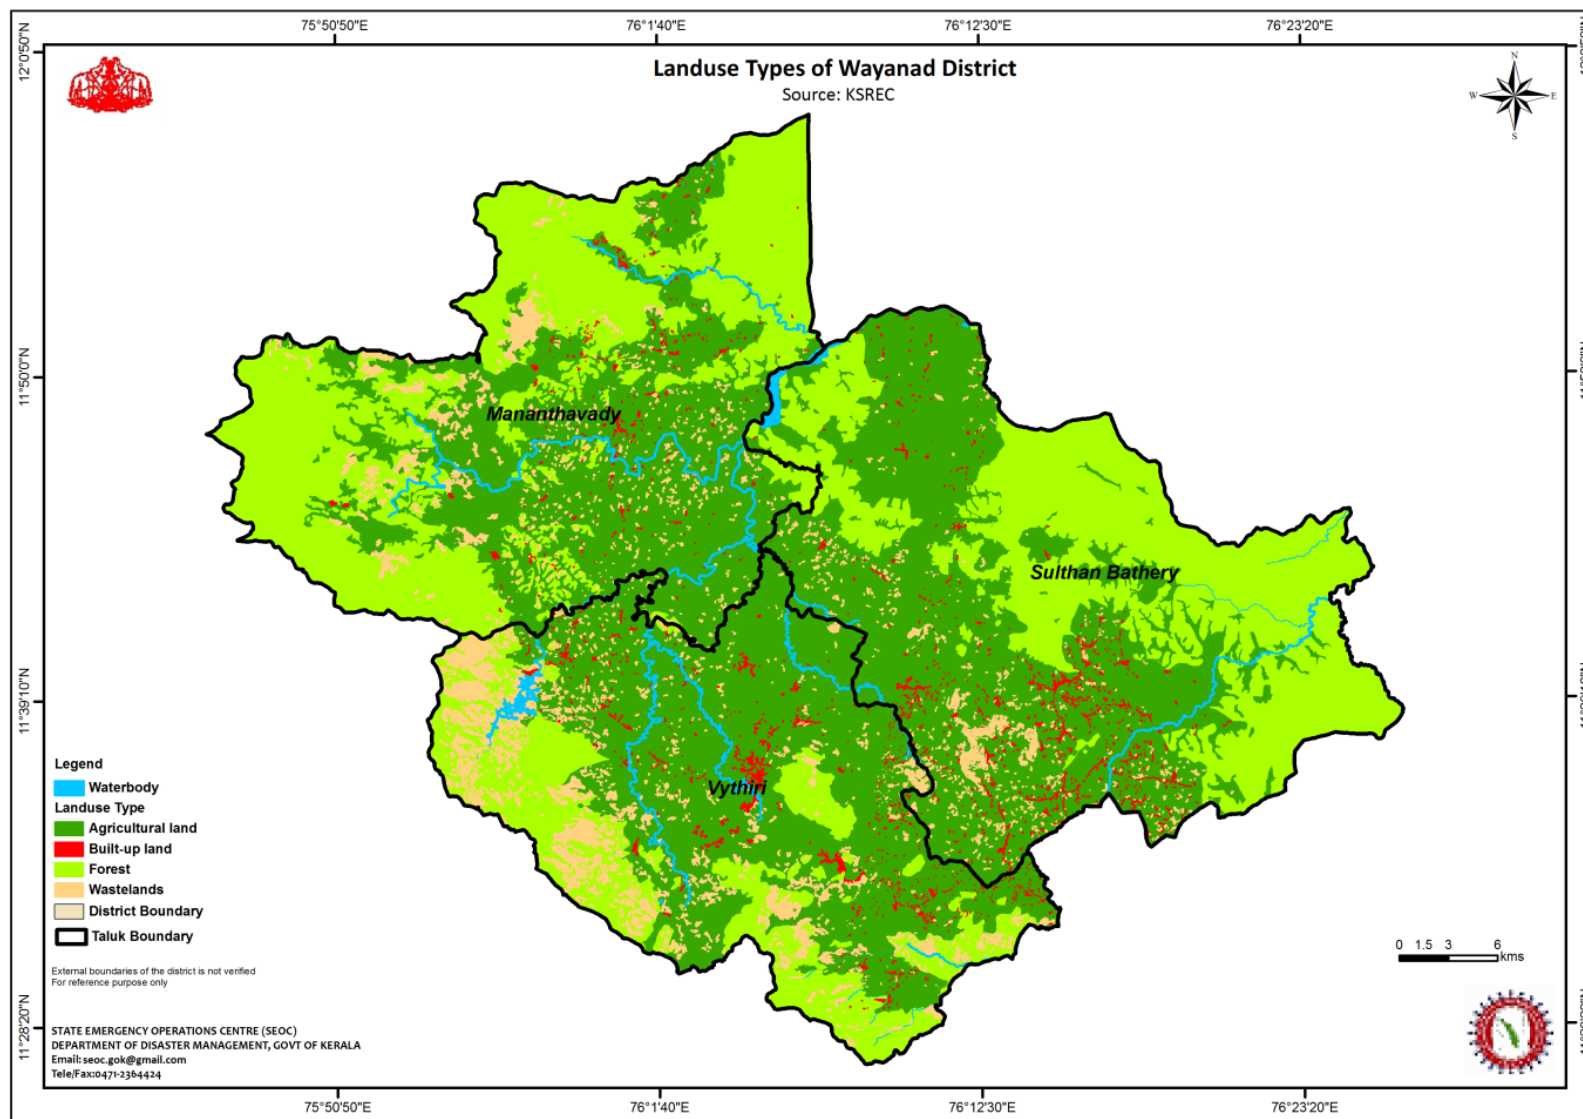 75°50'50"E
76°1'40"E
76°12'30"E
76°23'20"E
12°0'50"N
Landuse Types of Wayanad District
Source: KSREC
N
W
E
S
11°50'0"N
Mananthavady
Sulthan Bathery
11°39'10"N
Vythiri
Legend
Waterbody
Landuse Type
Agricultural land
Built-up land
Forest
Wastelands
District Boundary
Taluk Boundary
0 1.5 3 6
kms
External boundaries of the district is not verified
For reference purpose only
11°28'20"N
STATE EMERGENCY OPERATIONS CENTRE (SEOC)
DEPARTMENT OF DISASTER MANAGEMENT, GOVT OF KERALA
Email: seoc.gok@gmail.com
Tele/Fax:0471-2364424
75°50'50"E
76°1'40"E
76°12'30"E
76°23'20"E